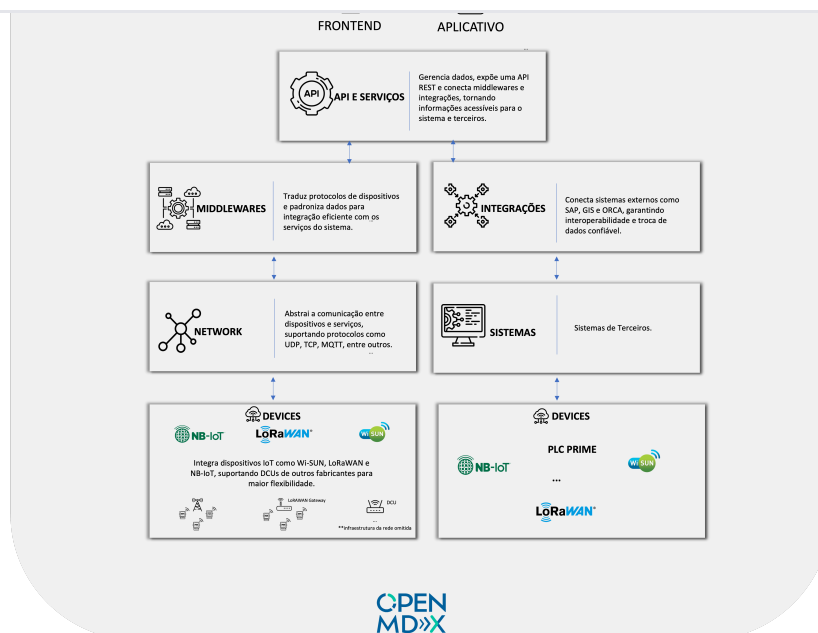 FRONTEND
APLICATIVO
API
API E SERVIÇOS
Gerencia dados, expõe uma API
REST e conecta middlewares e
integrações, tornando
informações acessíveis para o
sistema e terceiros.
MIDDLEWARES
Traduz protocolos de dispositivos
e padroniza dados para
integração eficiente com os
serviços do sistema.
INTEGRAÇÕES
Conecta sistemas externos como
SAP, GIS e ORCA, garantindo
interoperabilidade e troca de
dados confiável.
NETWORK
Abstrai a comunicação entre
dispositivos e serviços,
suportando protocolos como
UDP, TCP, MQTT, entre outros.
SISTEMAS
Sistemas de Terceiros.
DEVICES
NB-IoT
LoRaWAN
Wi SUN
Integra dispositivos IoT como Wi-SUN, LoRaWAN e
NB-IoT, suportando DCUs de outros fabricantes para
maior flexibilidade.
LoRAWAN Gateway
DCU
...
**Infraestrutura da rede omitida
DEVICES
PLC PRIME
NB-IoT
Wi SUN
...
LoRaWAN
OPEN
MD»X